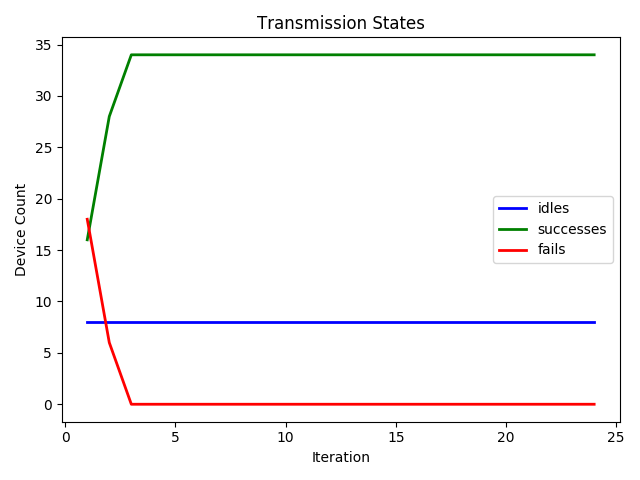 Transmission States
Device Count
35
30
25
20
15
10
5
0
idles
successes
fails
0 5 10 15 20 25
Iteration